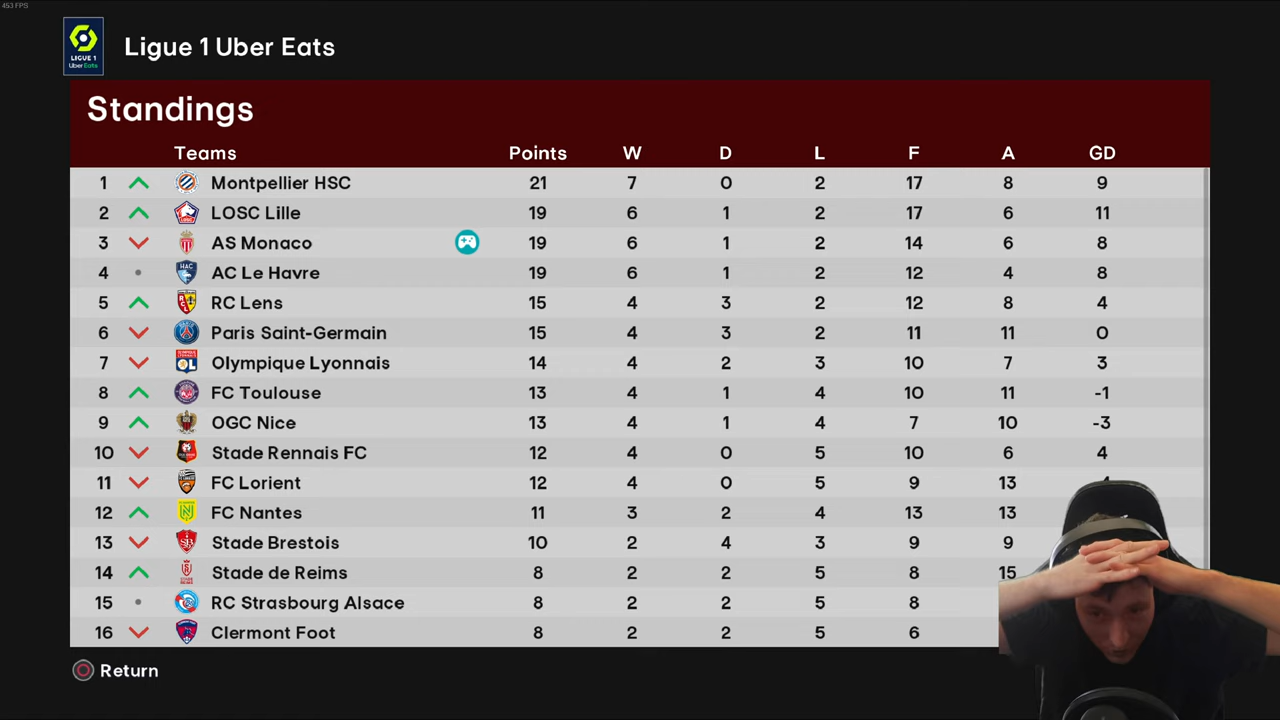 453 FPS
LIGUE 1
Uber Eats
Ligue 1 Uber Eats
Standings
Teams Points W D L F A GD
1 Montpellier HSC 21 7 0 2 17 8 9
2 LOSC Lille 19 6 1 2 17 6 11
3 AS Monaco 19 6 1 2 14 6 8
4 AC Le Havre 19 6 1 2 12 4 8
5 RC Lens 15 4 3 2 12 8 4
6 Paris Saint-Germain 15 4 3 2 11 11 0
7 Olympique Lyonnais 14 4 2 3 10 7 3
8 FC Toulouse 13 4 1 4 10 11 -1
9 OGC Nice 13 4 1 4 7 10 -3
10 Stade Rennais FC 12 4 0 5 10 6 4
11 FC Lorient 12 4 0 5 9 13
12 FC Nantes 11 3 2 4 13 13
13 Stade Brestois 10 2 4 3 9 9
14 Stade de Reims 8 2 2 5 8 15
15 RC Strasbourg Alsace 8 2 2 5 8
16 Clermont Foot 8 2 2 5 6
Return